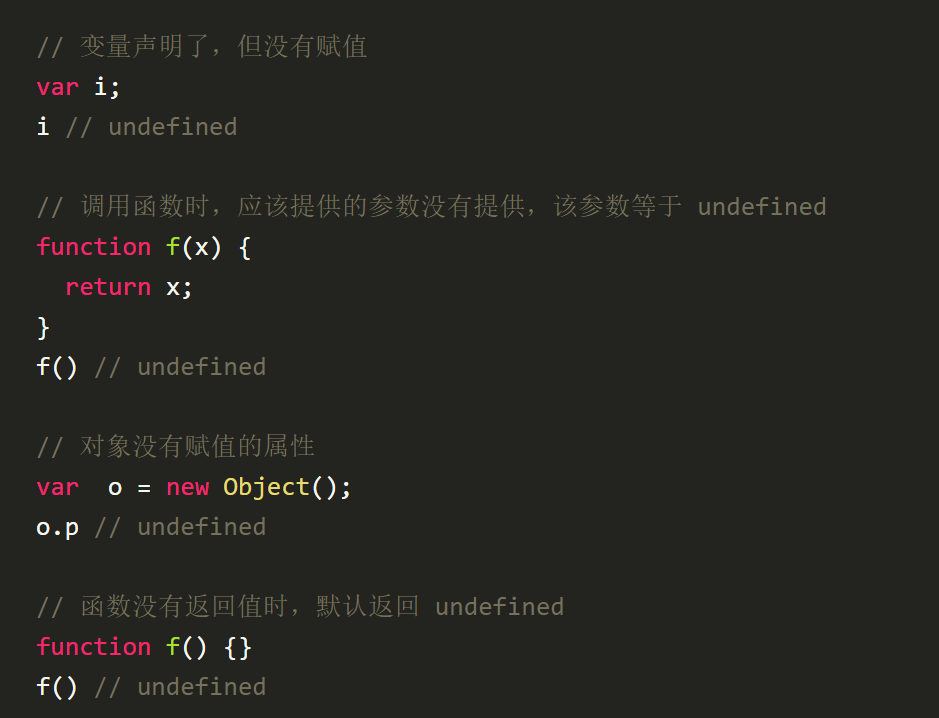 // 变量声明了，但没有赋值
var i;
i // undefined
// 调用函数时，应该提供的参数没有提供，该参数等于 undefined
function f(x) {
return x;
}
f() // undefined
// 对象没有赋值的属性
var  o = new Object();
o.p // undefined
// 函数没有返回值时，默认返回 undefined
function f() {}
f() // undefined